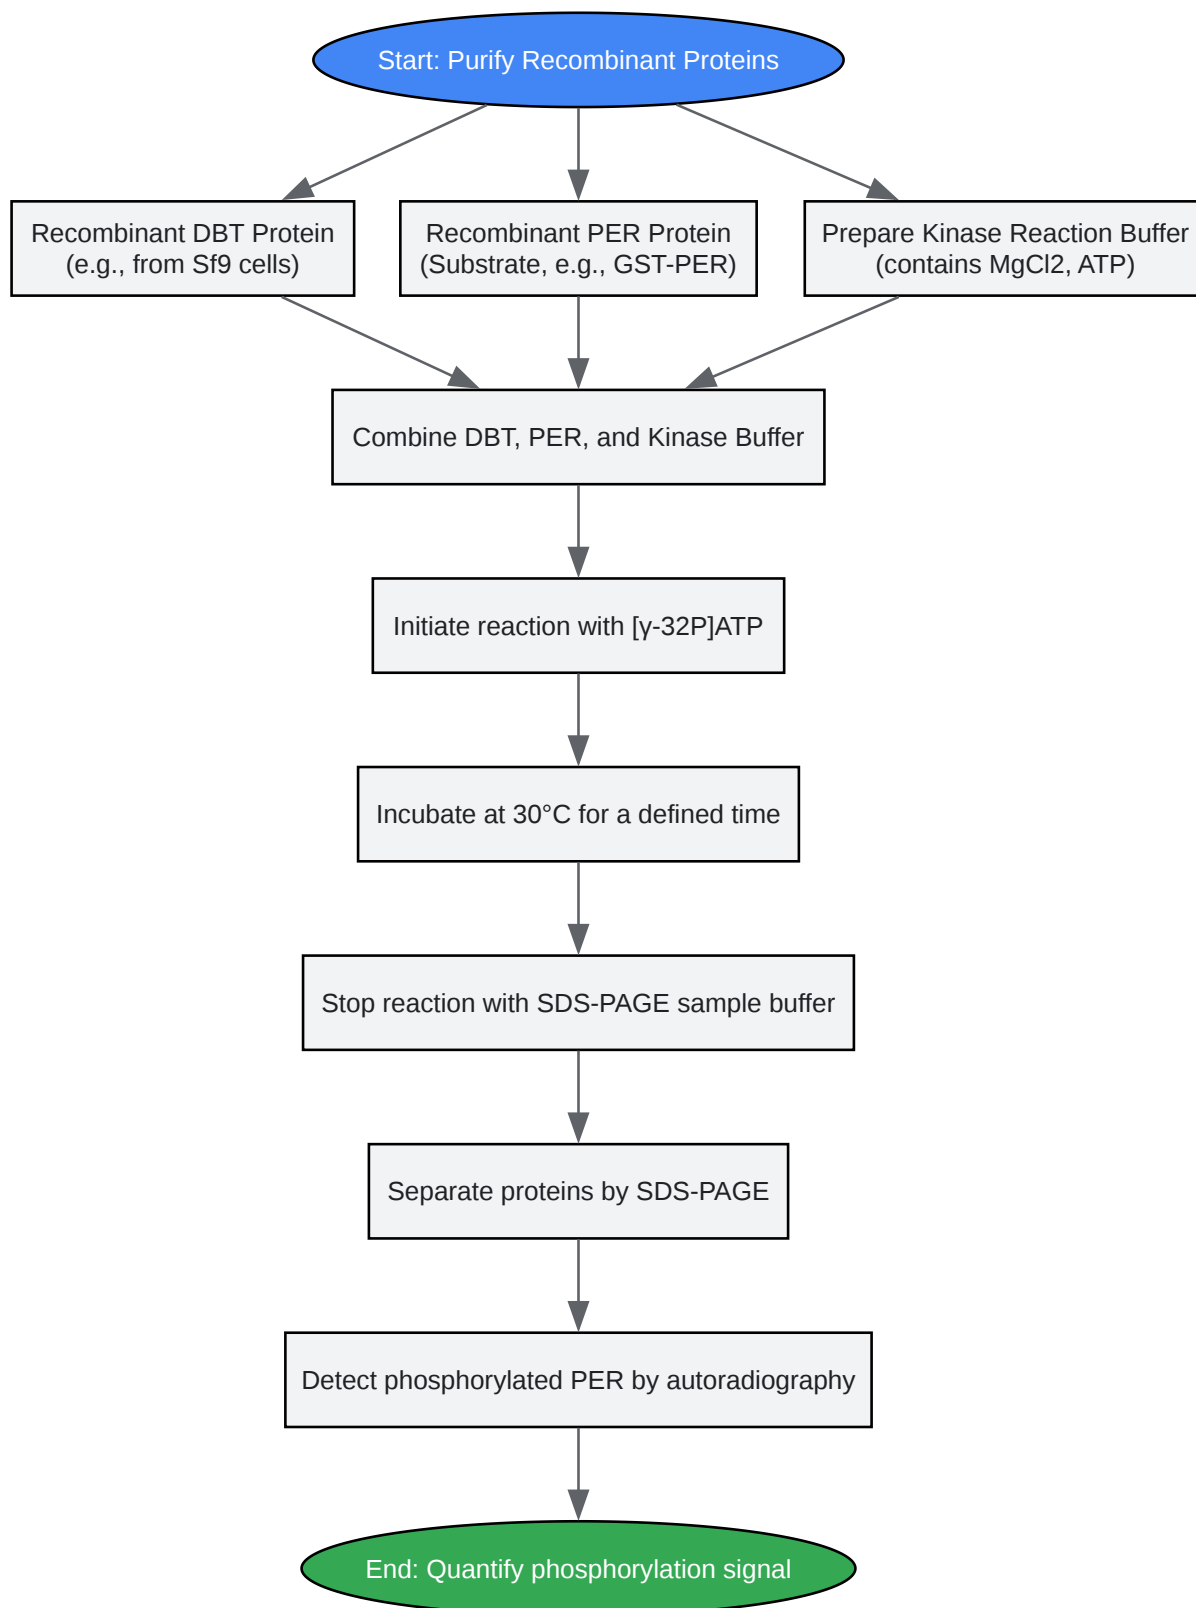 Start: Purify Recombinant Proteins
Recombinant DBT Protein
(e.g., from Sf9 cells)
Recombinant PER Protein
(Substrate, e.g., GST-PER)
Prepare Kinase Reaction Buffer
(contains MgCl2, ATP)
Combine DBT, PER, and Kinase Buffer
Initiate reaction with [γ-32P]ATP
Incubate at 30°C for a defined time
Stop reaction with SDS-PAGE sample buffer
Separate proteins by SDS-PAGE
Detect phosphorylated PER by autoradiography
End: Quantify phosphorylation signal